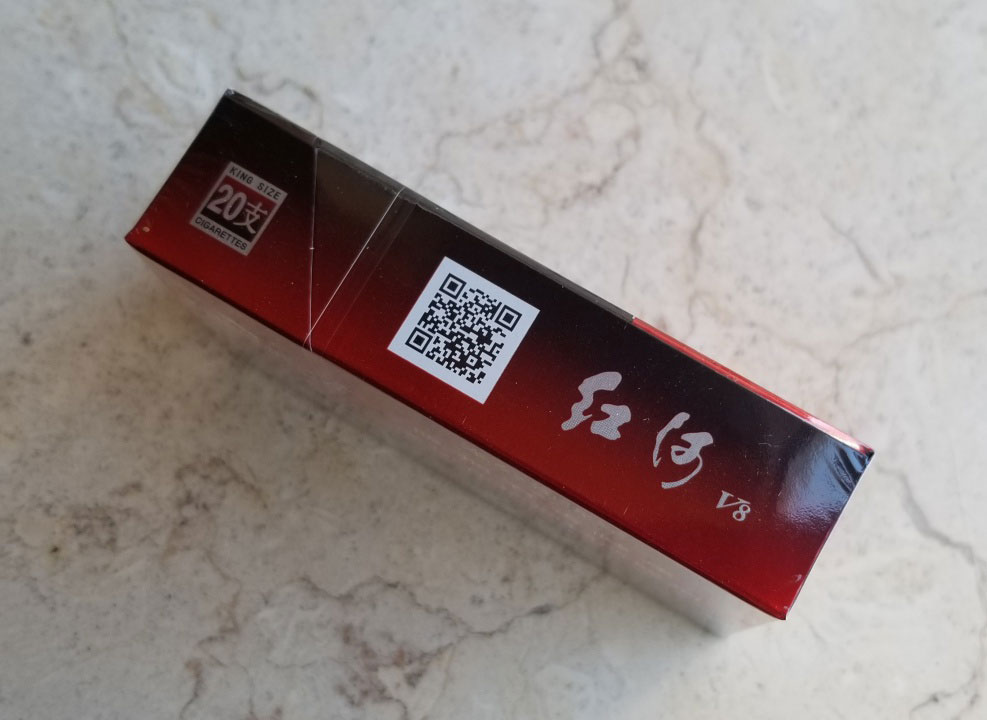 KING SIZE
20支
CIGARETTES
红河
V8